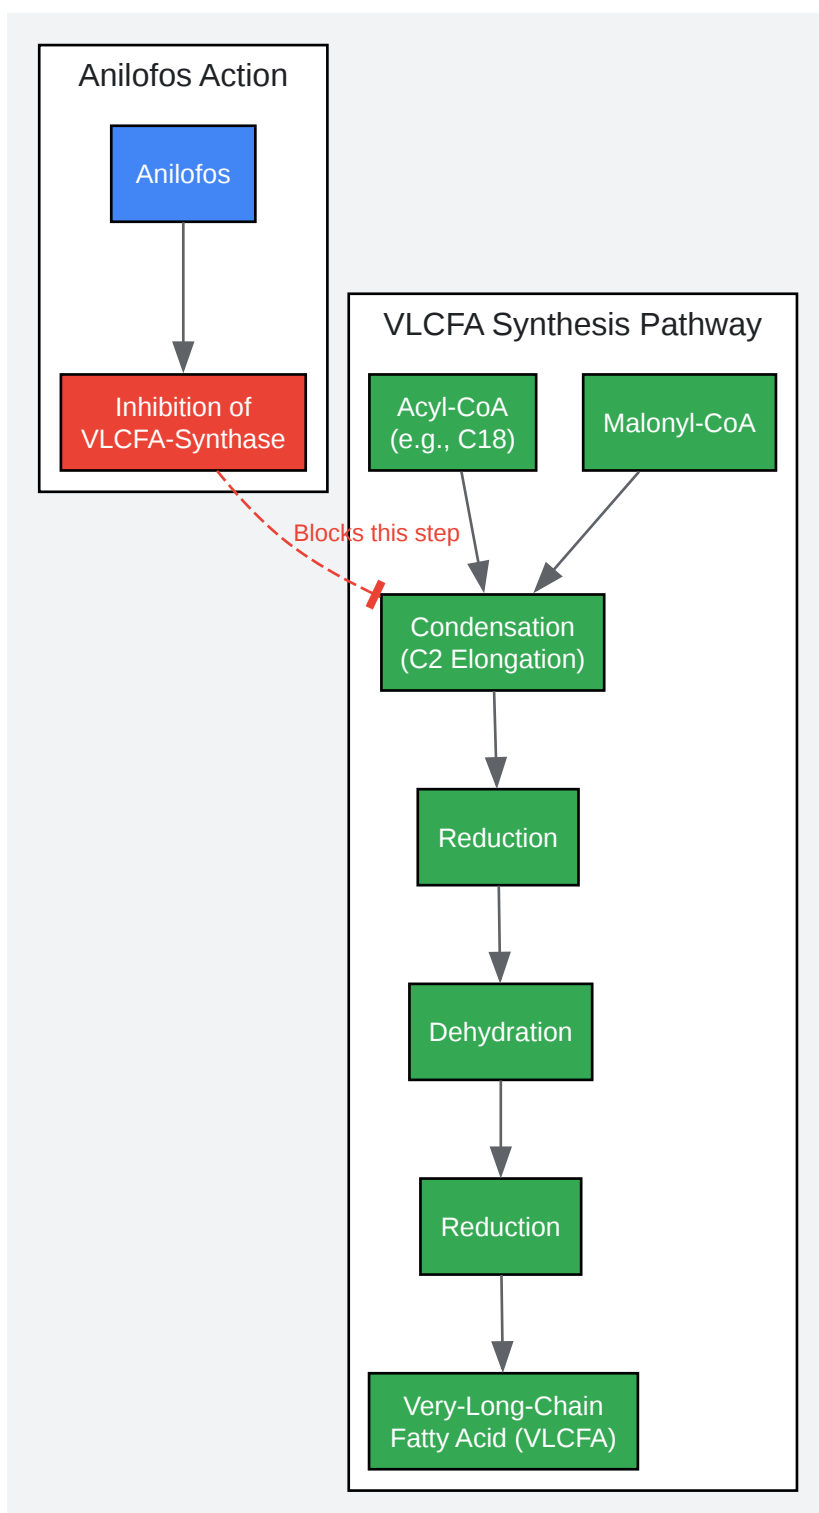 Anilofos Action
Anilofos
Inhibition of
VLCFA-Synthase
Blocks this step
VLCFA Synthesis Pathway
Acyl-CoA
(e.g., C18)
Malonyl-CoA
Condensation
(C2 Elongation)
Reduction
Dehydration
Reduction
Very-Long-Chain
Fatty Acid (VLCFA)